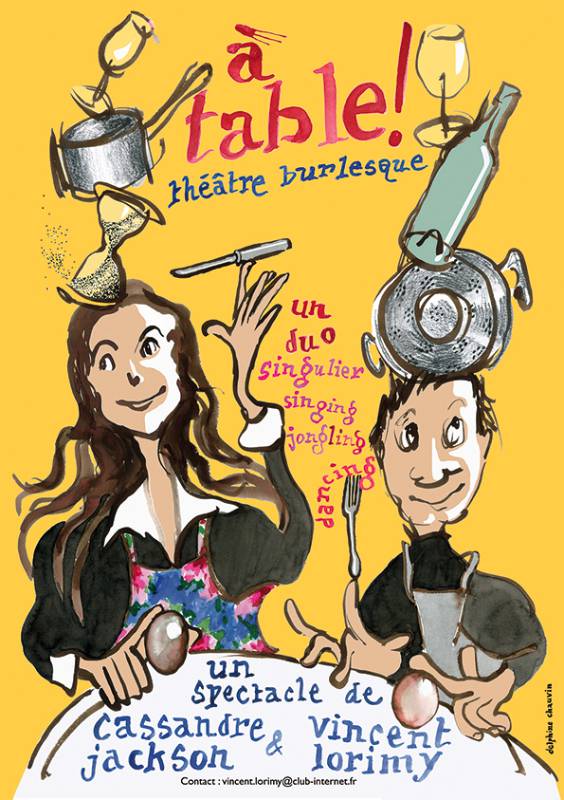 à
table!
théâtre burlesque
un
duo
singulier
singing
jongling
dancing
un
spectacle de
cassandre & vincent
jackson lorimy
Contact : vincent.lorimy@club-internet.fr
delphine chauvin